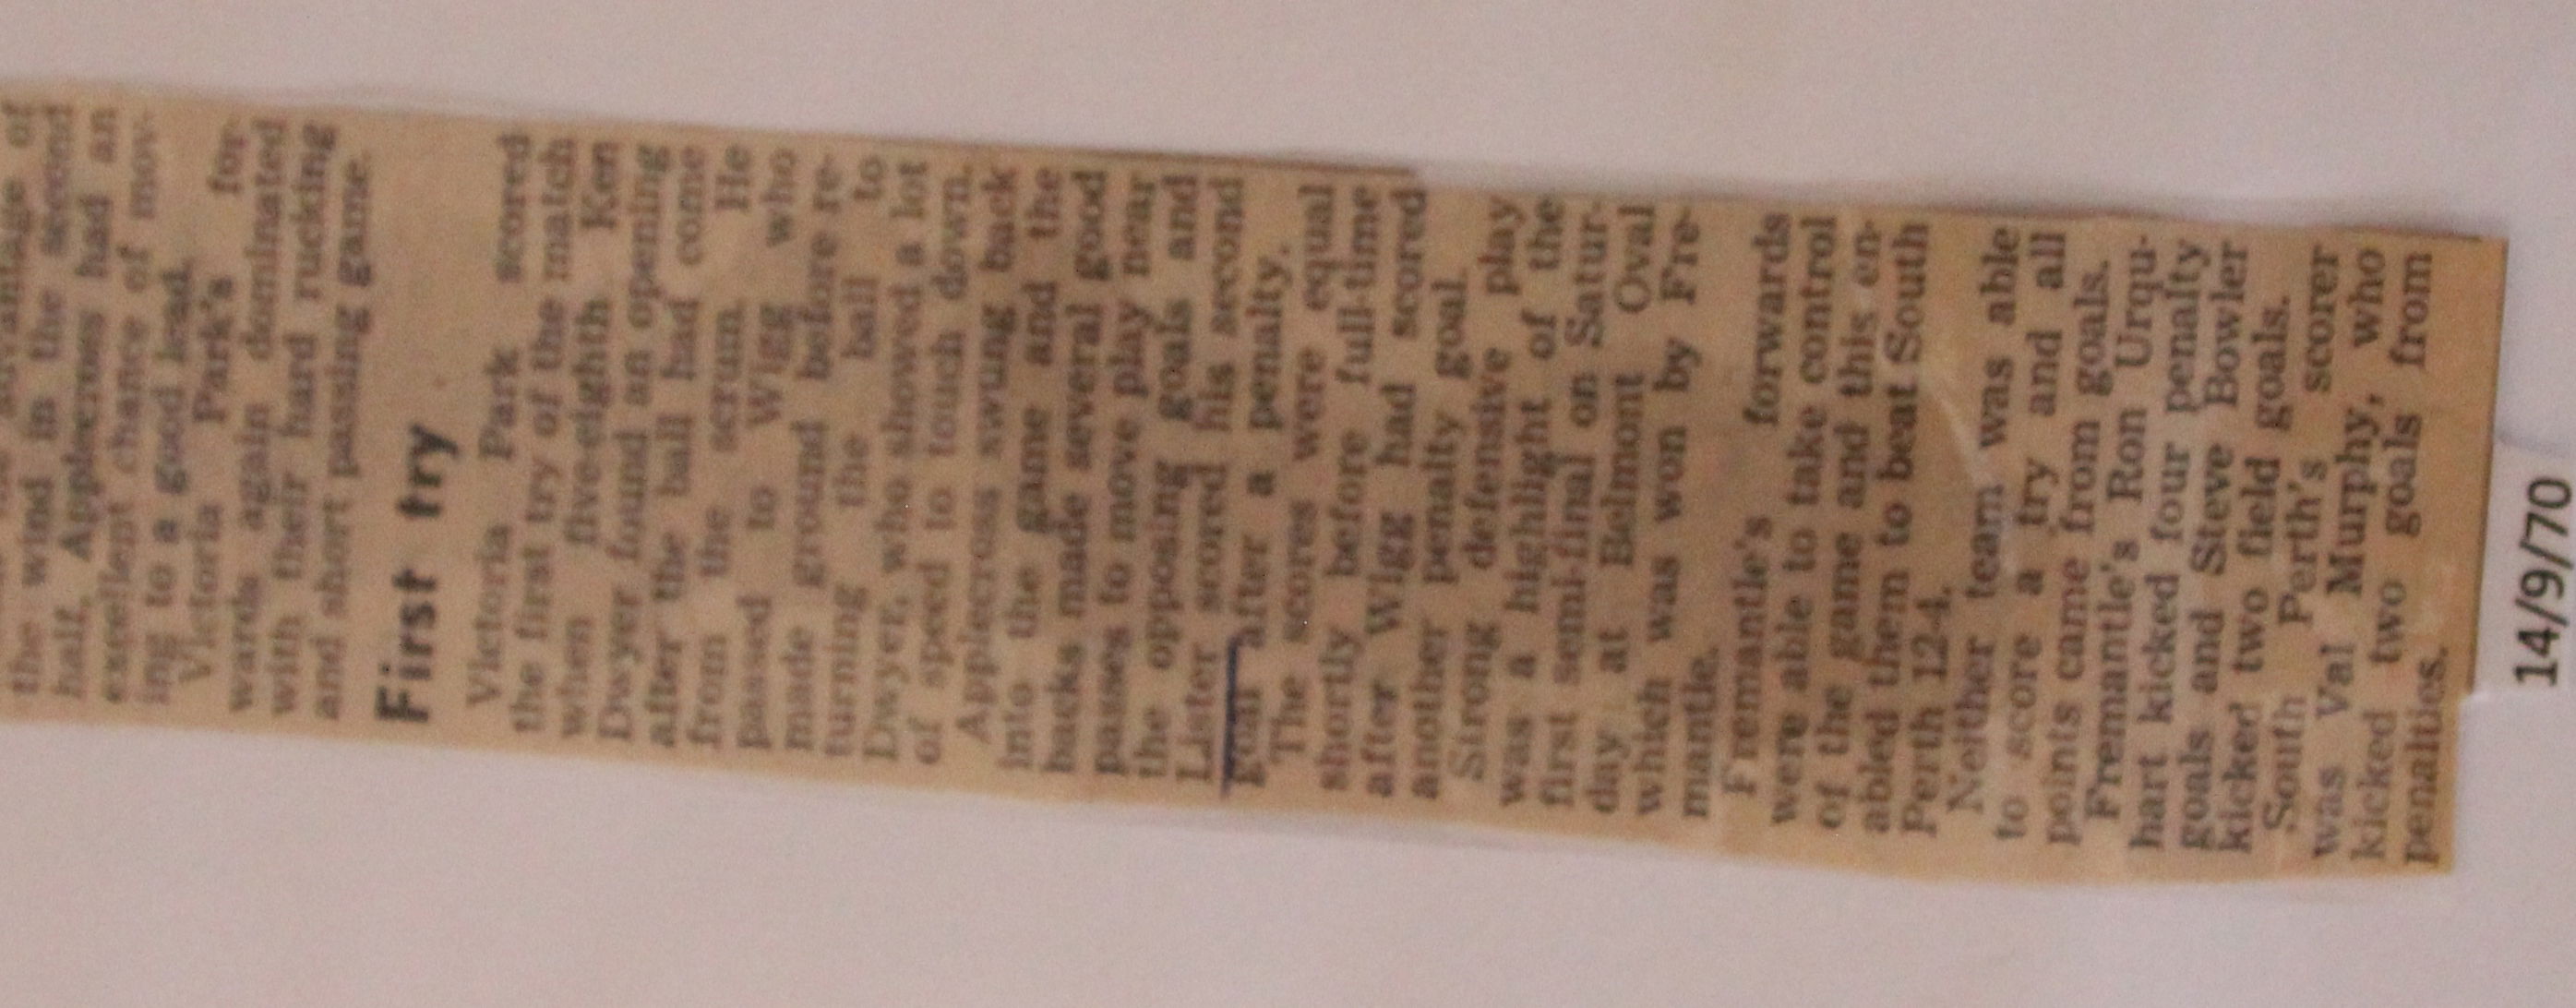 of
the wind in the second
half, Applecross had an
excellent chance of mov-
ing to a good lead.
Victoria Park's for-
wards again dominated
with their hard rucking
and short passing game.
First try
Victoria Park scored
the first try of the match
when five-eighth Ken
Dwyer found an opening
after the ball had come
from the scrum. He
passed to Wigg who
made ground before re-
turning the ball to
Dwyer, who showed a lot
of speed to touch down.
Applecross swung back
into the game and the
backs made several good
passes to move play near
the opposing goals and
Lister scored his second
goal after a penalty.
The scores were equal
shortly before full-time
after Wigg had scored
another penalty goal.
Strong defensive play
was a highlight of the
first semi-final on Satur-
day at Belmont Oval
which was won by Fre-
mantle.
Fremantle's forwards
were able to take control
of the game and this en-
abled them to beat South
Perth 12-4.
Neither team was able
to score a try and all
points came from goals.
Fremantle's Ron Urqu-
hart kicked four penalty
goals and Steve Bowler
kicked two field goals.
South Perth's scorer
was Val Murphy, who
kicked two goals from
penalties.
14/9/70